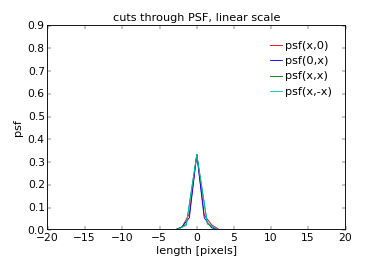 cuts through PSF, linear scale
0.9
0.8
0.7
0.6
0.5
0.4
0.3
0.2
0.1
0.0
psf
psf(x,0)
psf(0,x)
psf(x,x)
psf(x,-x)
−20 −15 −10 −5 0 5 10 15 20
length [pixels]